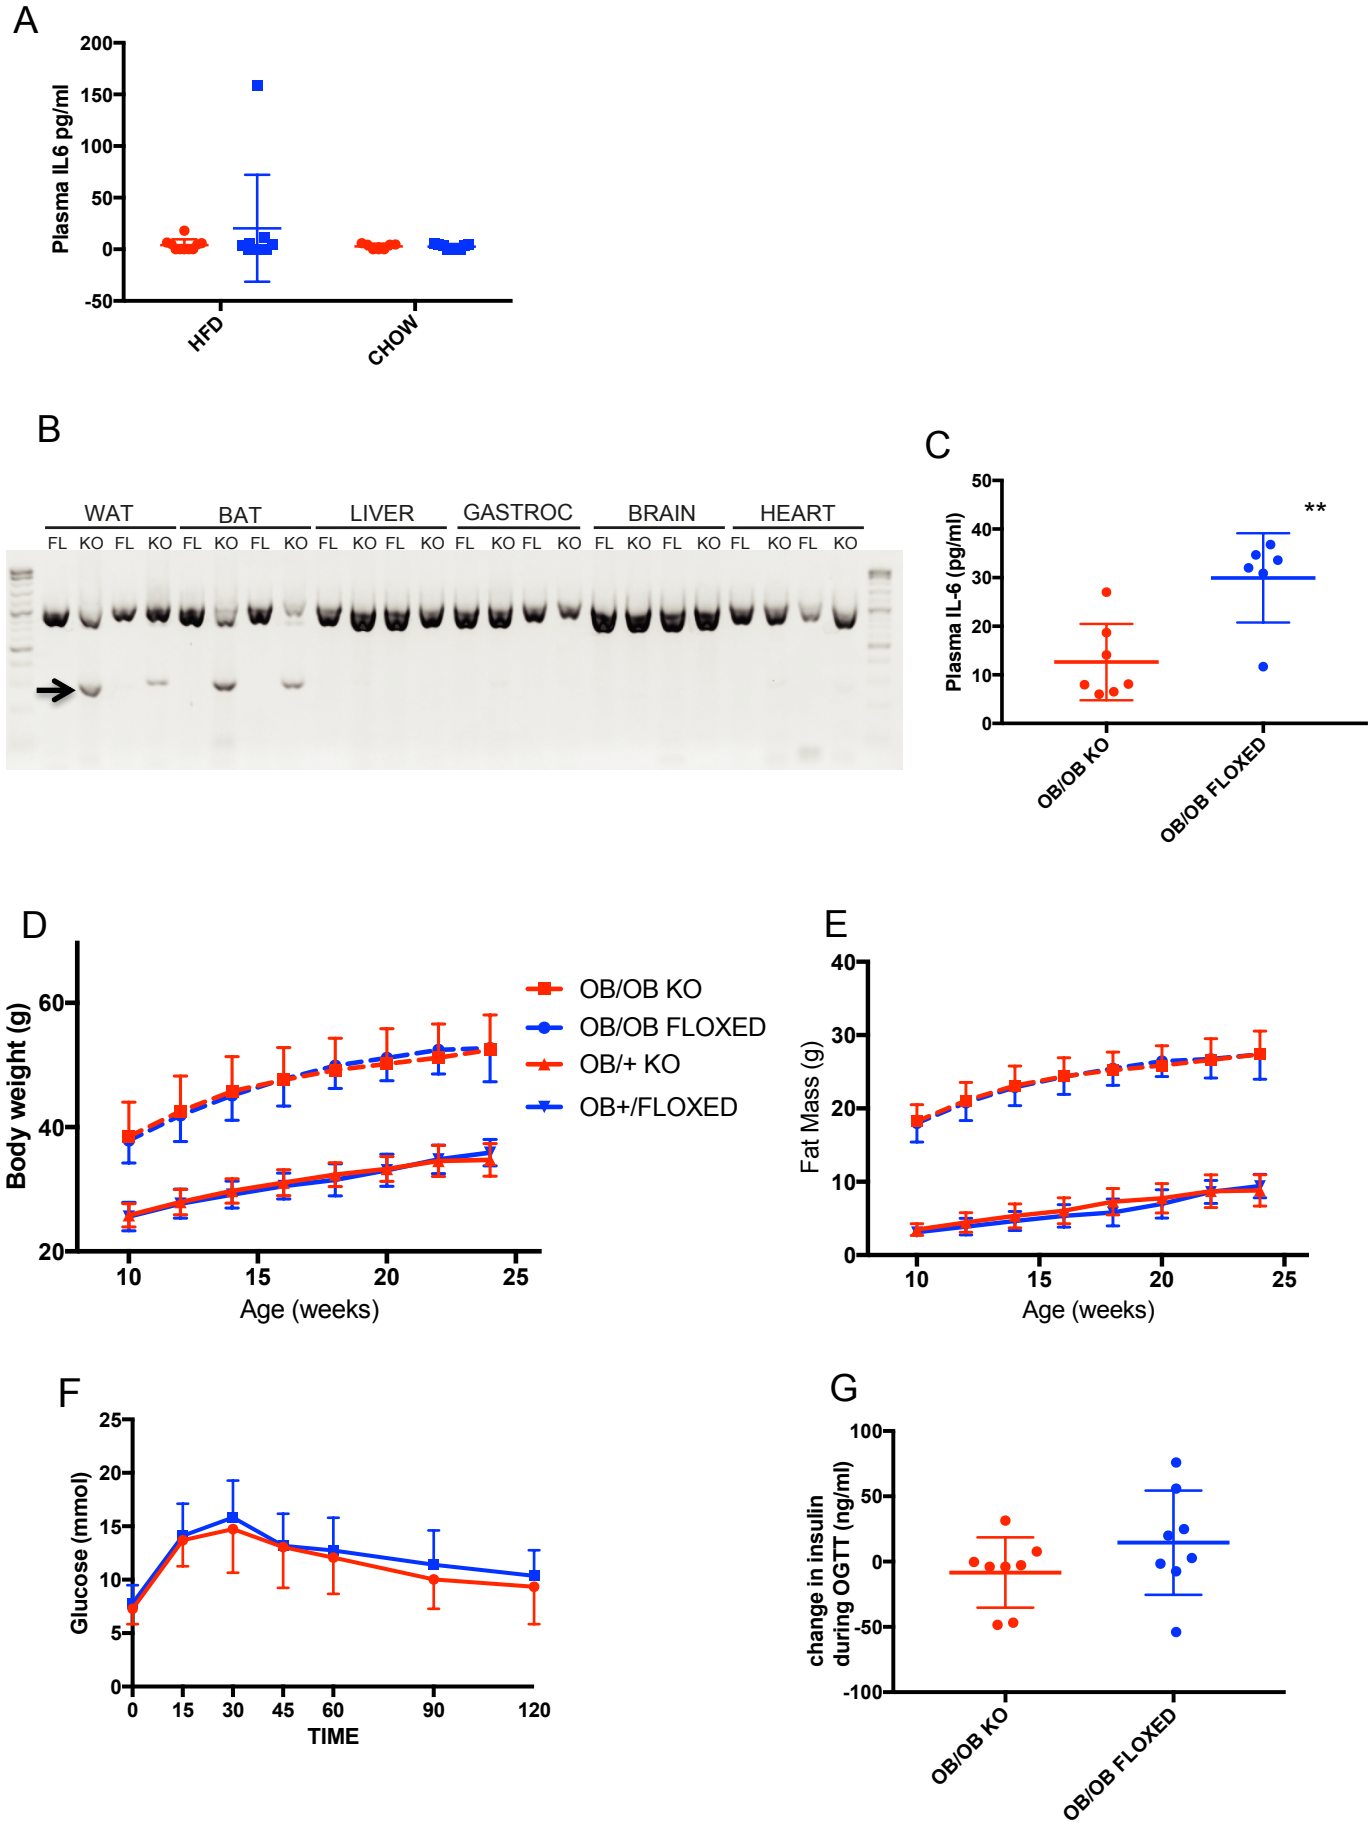 A
Plasma IL6 pg/ml
200
150
100
50
0
-50
HFD
CHOW
B
WAT BAT LIVER GASTROC BRAIN HEART
FL KO FL KO FL KO FL KO FL KO FL KO FL KO FL KO FL KO FL KO FL KO FL KO
C
Plasma IL-6 (pg/ml)
50
40
30
20
10
0
**
OB/OB KO
OB/OB FLOXED
D
Body weight (g)
60
40
20
10 15 20 25
Age (weeks)
OB/OB KO
OB/OB FLOXED
OB/+ KO
OB+/FLOXED
E
Fat Mass (g)
40
30
20
10
0
10 15 20 25
Age (weeks)
F
Glucose (mmol)
25
20
15
10
5
0
0 15 30 45 60 90 120
TIME
G
change in insulin
during OGTT (ng/ml)
100
50
0
-50
-100
OB/OB KO
OB/OB FLOXED